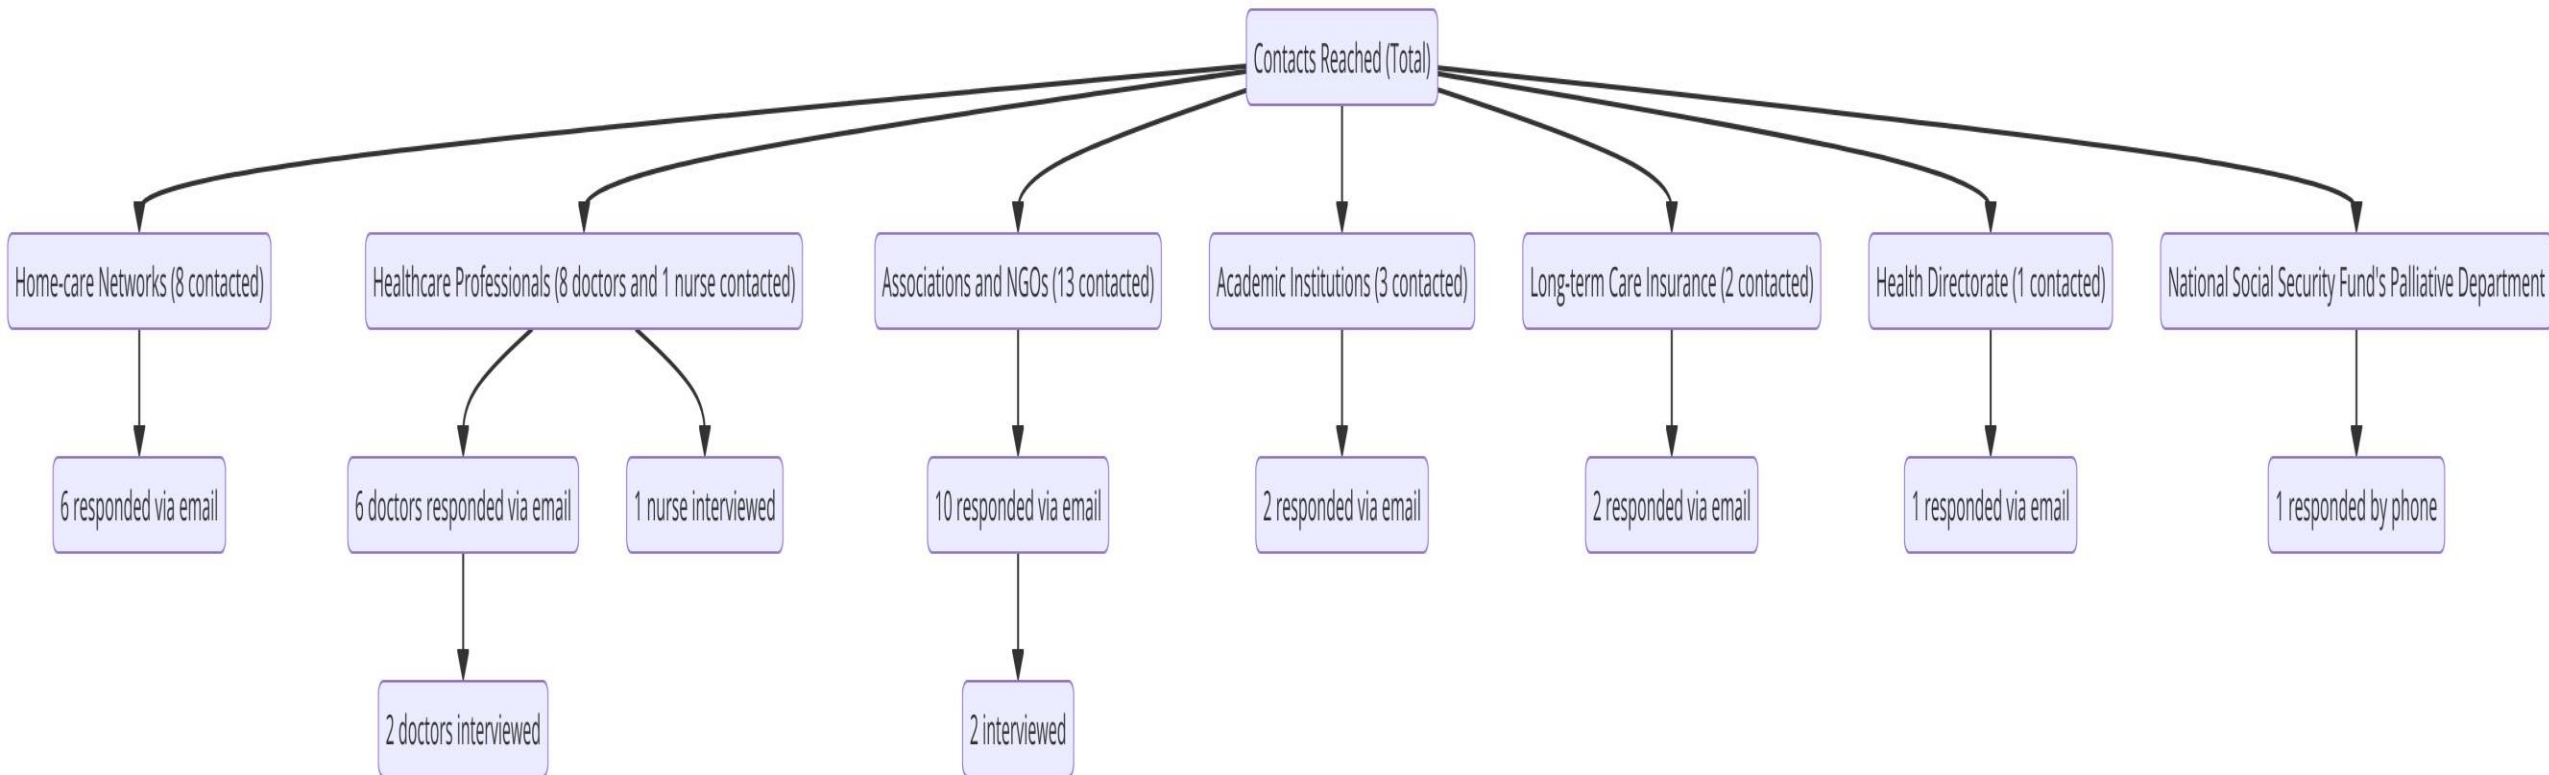 Contacts Reached (Total)
Home-care Networks (8 contacted)
Healthcare Professionals (8 doctors and 1 nurse contacted)
Associations and NGOs (13 contacted)
Academic Institutions (3 contacted)
Long-term Care Insurance (2 contacted)
Health Directorate (1 contacted)
National Social Security Fund's Palliative Department
6 responded via email
6 doctors responded via email
1 nurse interviewed
10 responded via email
2 responded via email
2 responded via email
1 responded via email
1 responded by phone
2 doctors interviewed
2 interviewed